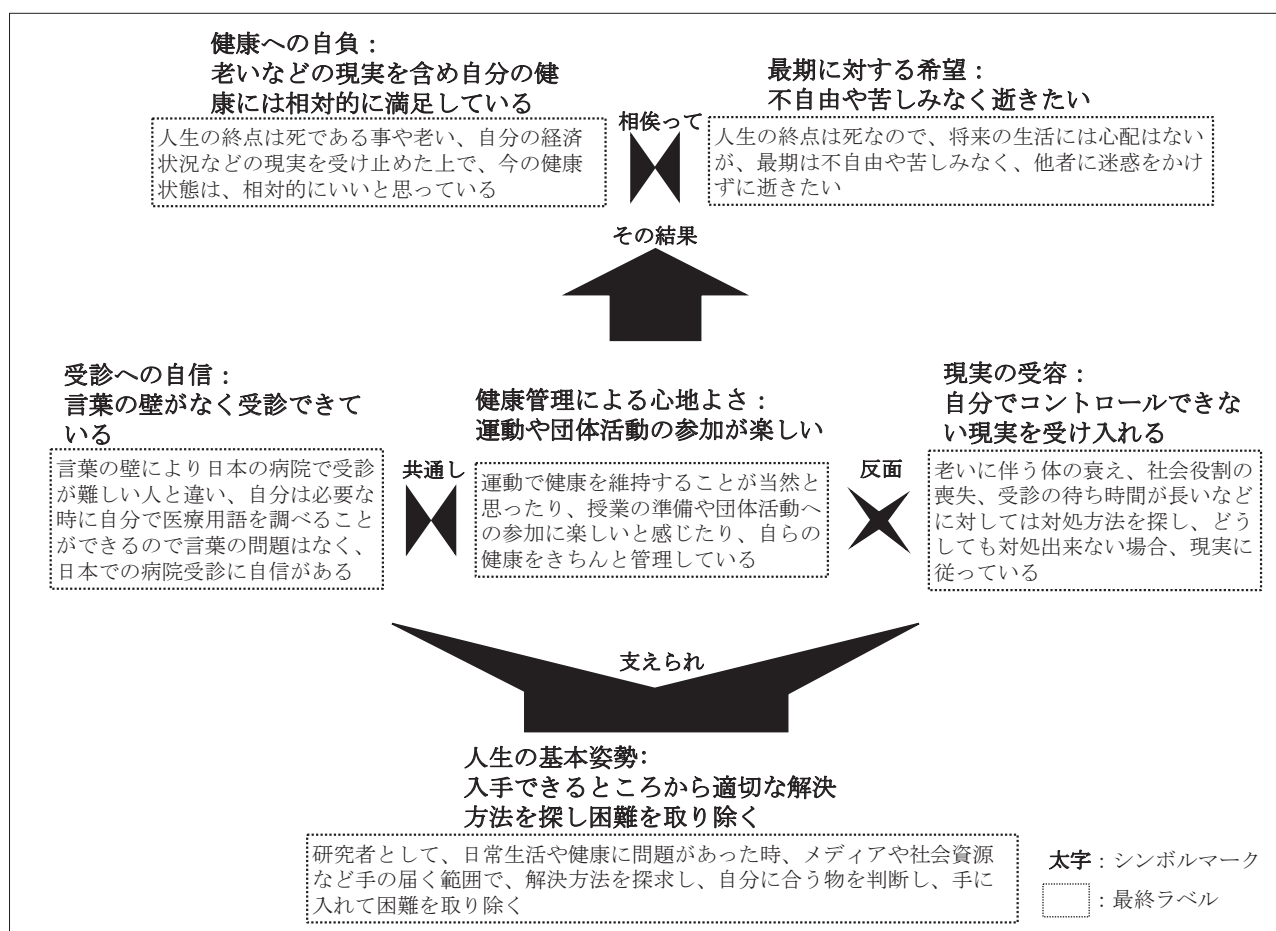 健康への自負：
老いなどの現実を含め自分の健
康には相対的に満足している
人生の終点は死である事や老い、自分の経済
状況などの現実を受け止めた上で、今の健康
状態は、相対的にいいと思っている
相俟って
最期に対する希望：
不自由や苦しみなく逝きたい
人生の終点は死なので、将来の生活には心配はない
が、最期は不自由や苦しみなく、他者に迷惑をかけ
ずに逝きたい
その結果
受診への自信：
言葉の壁がなく受診できて
いる
言葉の壁により日本の病院で受診
が難しい人と違い、自分は必要な
時に自分で医療用語を調べること
ができるので言葉の問題はなく、
日本での病院受診に自信がある
共通し
健康管理による心地よさ：
運動や団体活動の参加が楽しい
運動で健康を維持することが当然と
思ったり、授業の準備や団体活動へ
の参加に楽しいと感じたり、自らの
健康をきちんと管理している
反面
現実の受容：
自分でコントロールできな
い現実を受け入れる
老いに伴う体の衰え、社会役割の
喪失、受診の待ち時間が長いなど
に対しては対処方法を探し、どう
しても対処出来ない場合、現実に
従っている
支えられ
人生の基本姿勢：
入手できるところから適切な解決
方法を探し困難を取り除く
研究者として、日常生活や健康に問題があった時、メディアや社会資源
など手の届く範囲で、解決方法を探求し、自分に合う物を判断し、手に
入れて困難を取り除く
太字：シンボルマーク
：最終ラベル